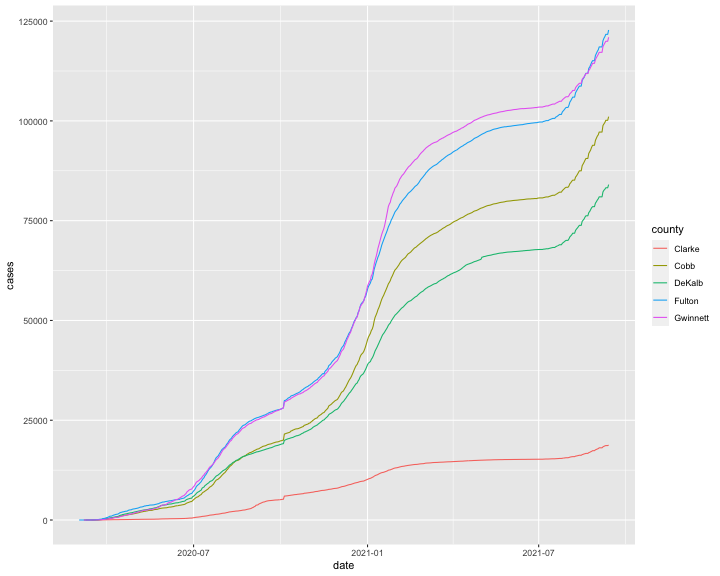 125000
100000
75000
50000
25000
0
cases
2020-07
2021-01
2021-07
date
county
Clarke
Cobb
DeKalb
Fulton
Gwinnett